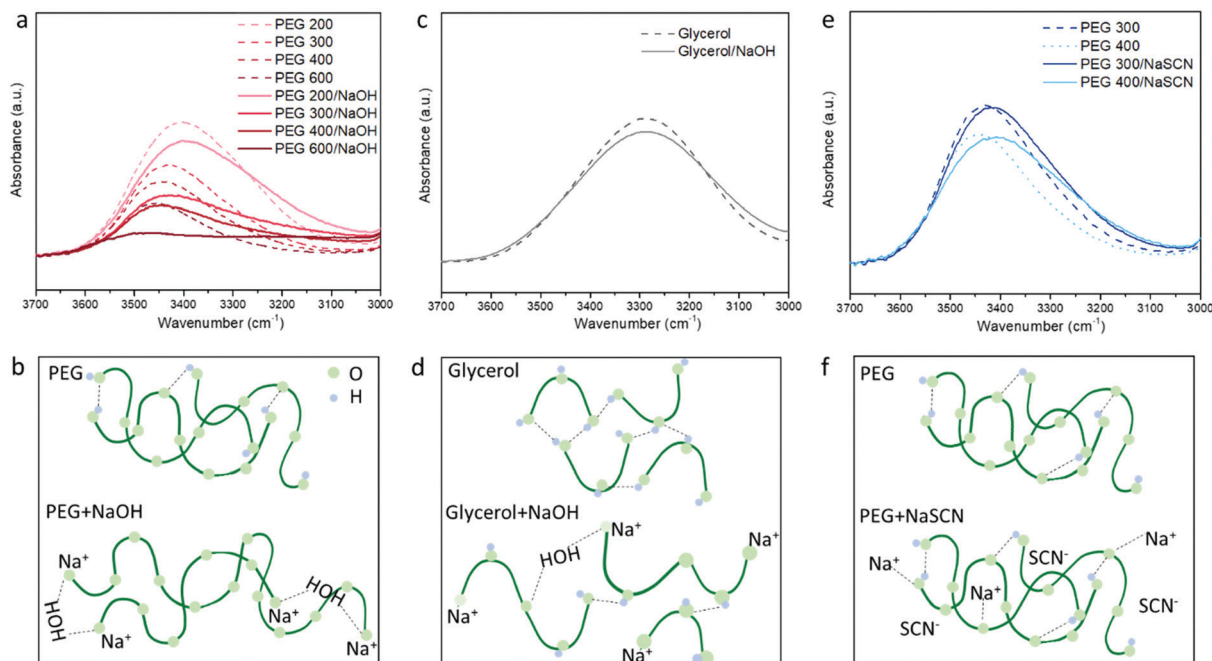 a
PEG 200
PEG 300
PEG 400
PEG 600
PEG 200/NaOH
PEG 300/NaOH
PEG 400/NaOH
PEG 600/NaOH
Absorbance (a.u.)
3700 3600 3500 3400 3300 3200 3100 3000
Wavenumber (cm⁻¹)
c
Glycerol
Glycerol/NaOH
Absorbance (a.u.)
3700 3600 3500 3400 3300 3200 3100 3000
Wavenumber (cm⁻¹)
e
PEG 300
PEG 400
PEG 300/NaSCN
PEG 400/NaSCN
Absorbance (a.u.)
3700 3600 3500 3400 3300 3200 3100 3000
Wavenumber (cm⁻¹)
b
PEG
O
H
PEG+NaOH
Na⁺
HOH
Na⁺
Na⁺
HOH
Na⁺
d
Glycerol
Glycerol+NaOH
Na⁺
Na⁺
HOH
Na⁺
Na⁺
f
PEG
PEG+NaSCN
Na⁺
SCN⁻
Na⁺
Na⁺
SCN⁻
SCN⁻